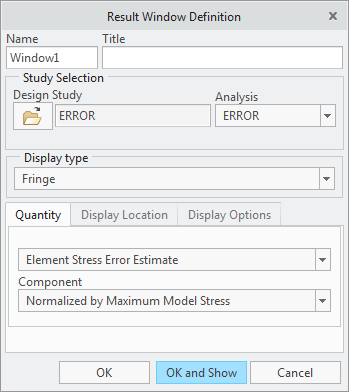 Result Window Definition
Name Title
Window1
Study Selection
Design Study Analysis
ERROR ERROR
Display type
Fringe
Quantity Display Location Display Options
Element Stress Error Estimate
Component
Normalized by Maximum Model Stress
OK OK and Show Cancel